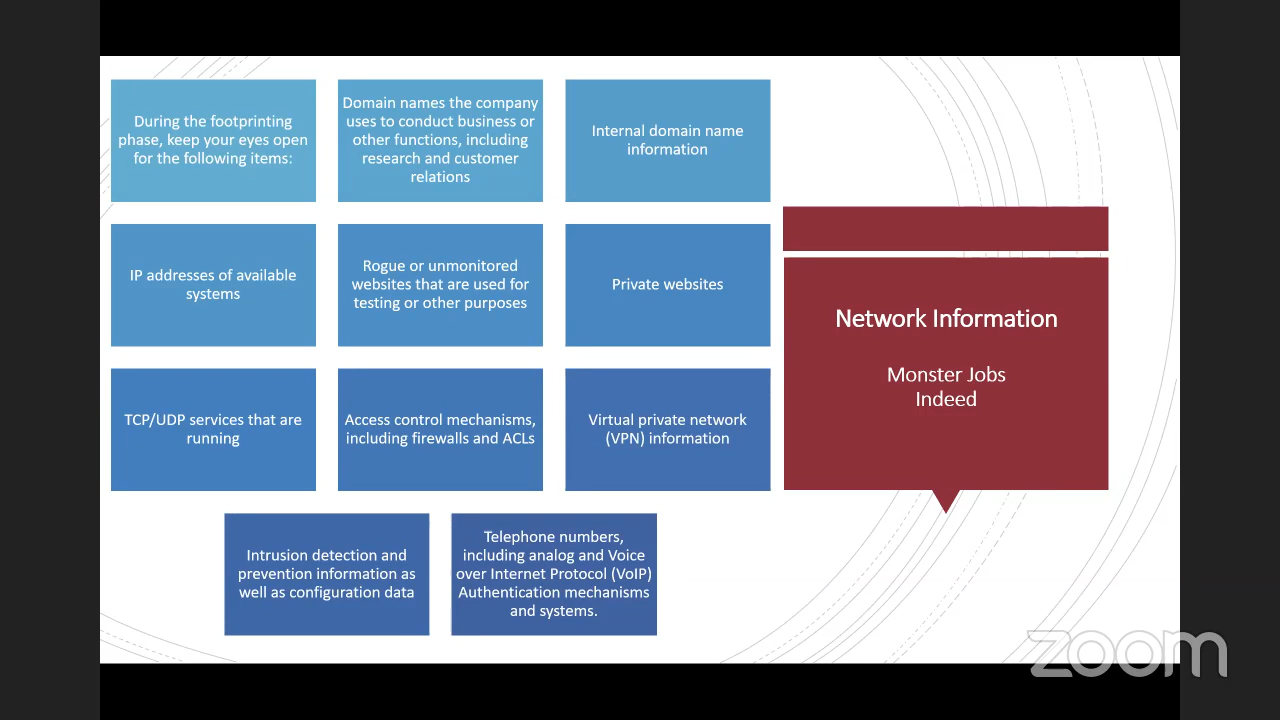 During the footprinting
phase, keep your eyes open
for the following items:
Domain names the company
uses to conduct business or
other functions, including
research and customer
relations
Internal domain name
information
IP addresses of available
systems
Rogue or unmonitored
websites that are used for
testing or other purposes
Private websites
TCP/UDP services that are
running
Access control mechanisms,
including firewalls and ACLs
Virtual private network
(VPN) information
Intrusion detection and
prevention information as
well as configuration data
Telephone numbers,
including analog and Voice
over Internet Protocol (VoIP)
Authentication mechanisms
and systems.
Network Information
Monster Jobs
Indeed
zoom